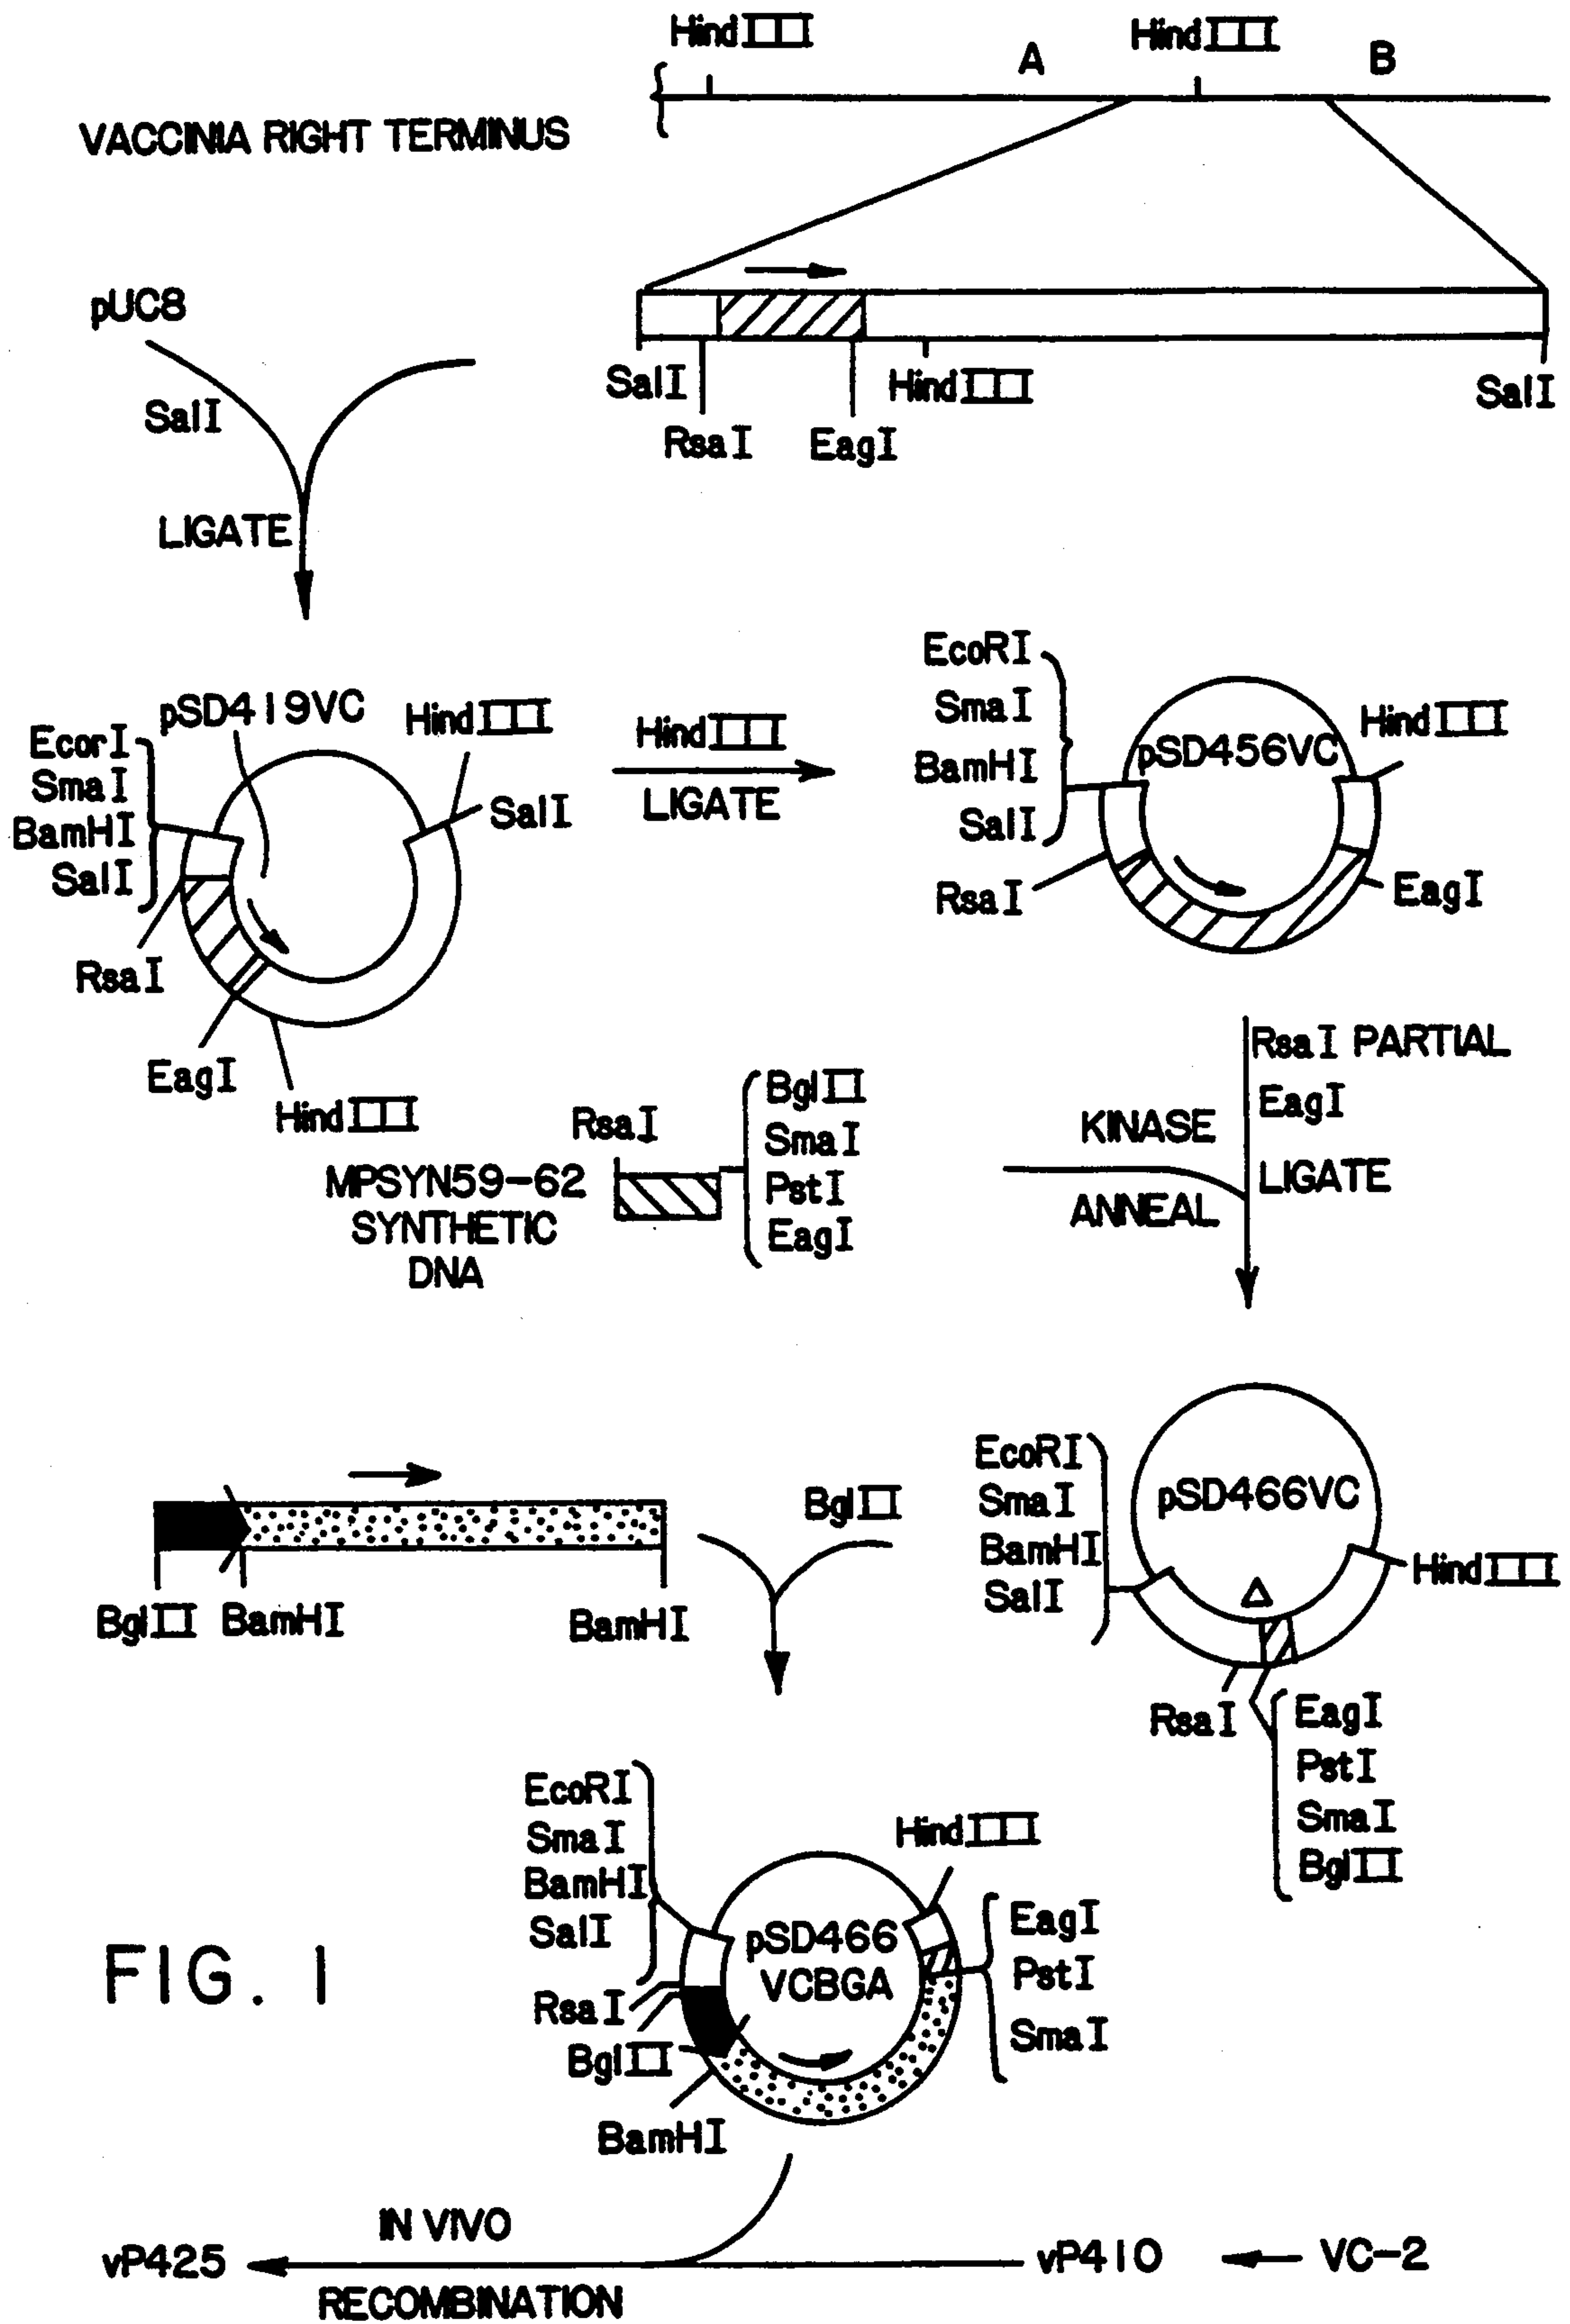 HindIII
HindIII
A
B
VACCINIA RIGHT TERMINUS
pUC8
SalI
SalI
HindIII
SalI
RsaI
EagI
LIGATE
pSD419VC
HindIII
EcorI
SmaI
BamHI
SalI
SalI
RsaI
EagI
HindIII
HindIII
LIGATE
EcoRI
SmaI
BamHI
SalI
pSD456VC
HindIII
RsaI
EagI
RsaI PARTIAL
EagI
KINASE
LIGATE
ANNEAL
RsaI
BglII
SmaI
PstI
EagI
MPSYN59-62
SYNTHETIC
DNA
BglII
BamHI
BamHI
BglII
EcoRI
SmaI
BamHI
SalI
pSD466VC
HindIII
Δ
RsaI
EagI
PstI
SmaI
BglII
EcoRI
SmaI
BamHI
SalI
HindIII
pSD466
VCBGA
EagI
PstI
SmaI
RsaI
BglII
BamHI
FIG. 1
IN VIVO
vP425
vP410
VC-2
RECOMBINATION